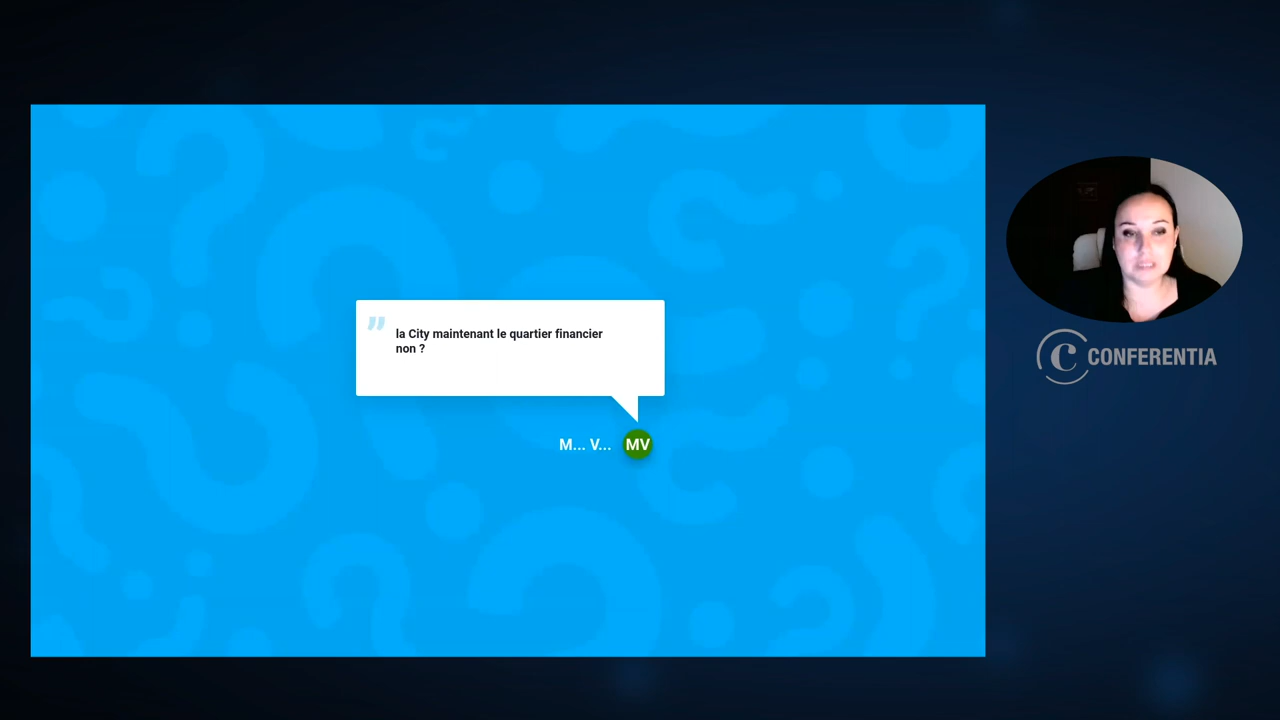 la City maintenant le quartier financier
non ?
M... V...
MV
C CONFERENTIA